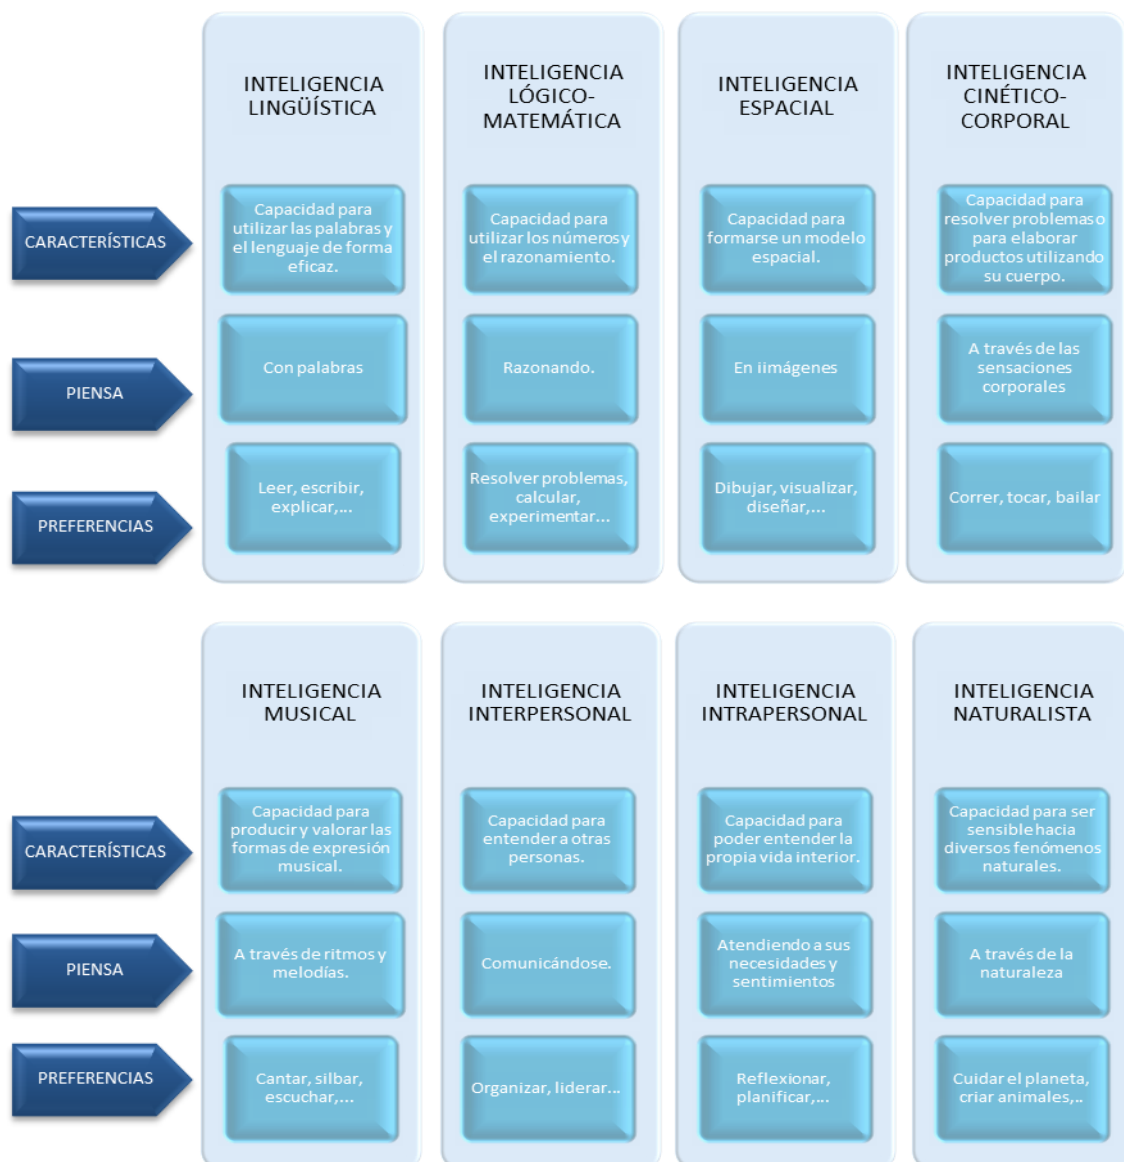 INTELIGENCIA
LINGÜÍSTICA
INTELIGENCIA
LÓGICO-
MATEMÁTICA
INTELIGENCIA
ESPACIAL
INTELIGENCIA
CINÉTICO-
CORPORAL
CARACTERÍSTICAS
Capacidad para
utilizar las palabras y
el lenguaje de forma
eficaz.
Capacidad para
utilizar los números y
el razonamiento.
Capacidad para
formarse un modelo
espacial.
Capacidad para
resolver problemas o
para elaborar
productos utilizando
su cuerpo.
PIENSA
Con palabras
Razonando.
En iimágenes
A través de las
sensaciones
corporales
PREFERENCIAS
Leer, escribir,
explicar,...
Resolver problemas,
calcular,
experimentar...
Dibujar, visualizar,
diseñar,...
Correr, tocar, bailar
INTELIGENCIA
MUSICAL
INTELIGENCIA
INTERPERSONAL
INTELIGENCIA
INTRAPERSONAL
INTELIGENCIA
NATURALISTA
CARACTERÍSTICAS
Capacidad para
producir y valorar las
formas de expresión
musical.
Capacidad para
entender a otras
personas.
Capacidad para
poder entender la
propia vida interior.
Capacidad para ser
sensible hacia
diversos fenómenos
naturales.
PIENSA
A través de ritmos y
melodías.
Comunicándose.
Atendiendo a sus
necesidades y
sentimientos
A través de la
naturaleza
PREFERENCIAS
Cantar, silbar,
escuchar,...
Organizar, liderar...
Reflexionar,
planificar,...
Cuidar el planeta,
criar animales,..